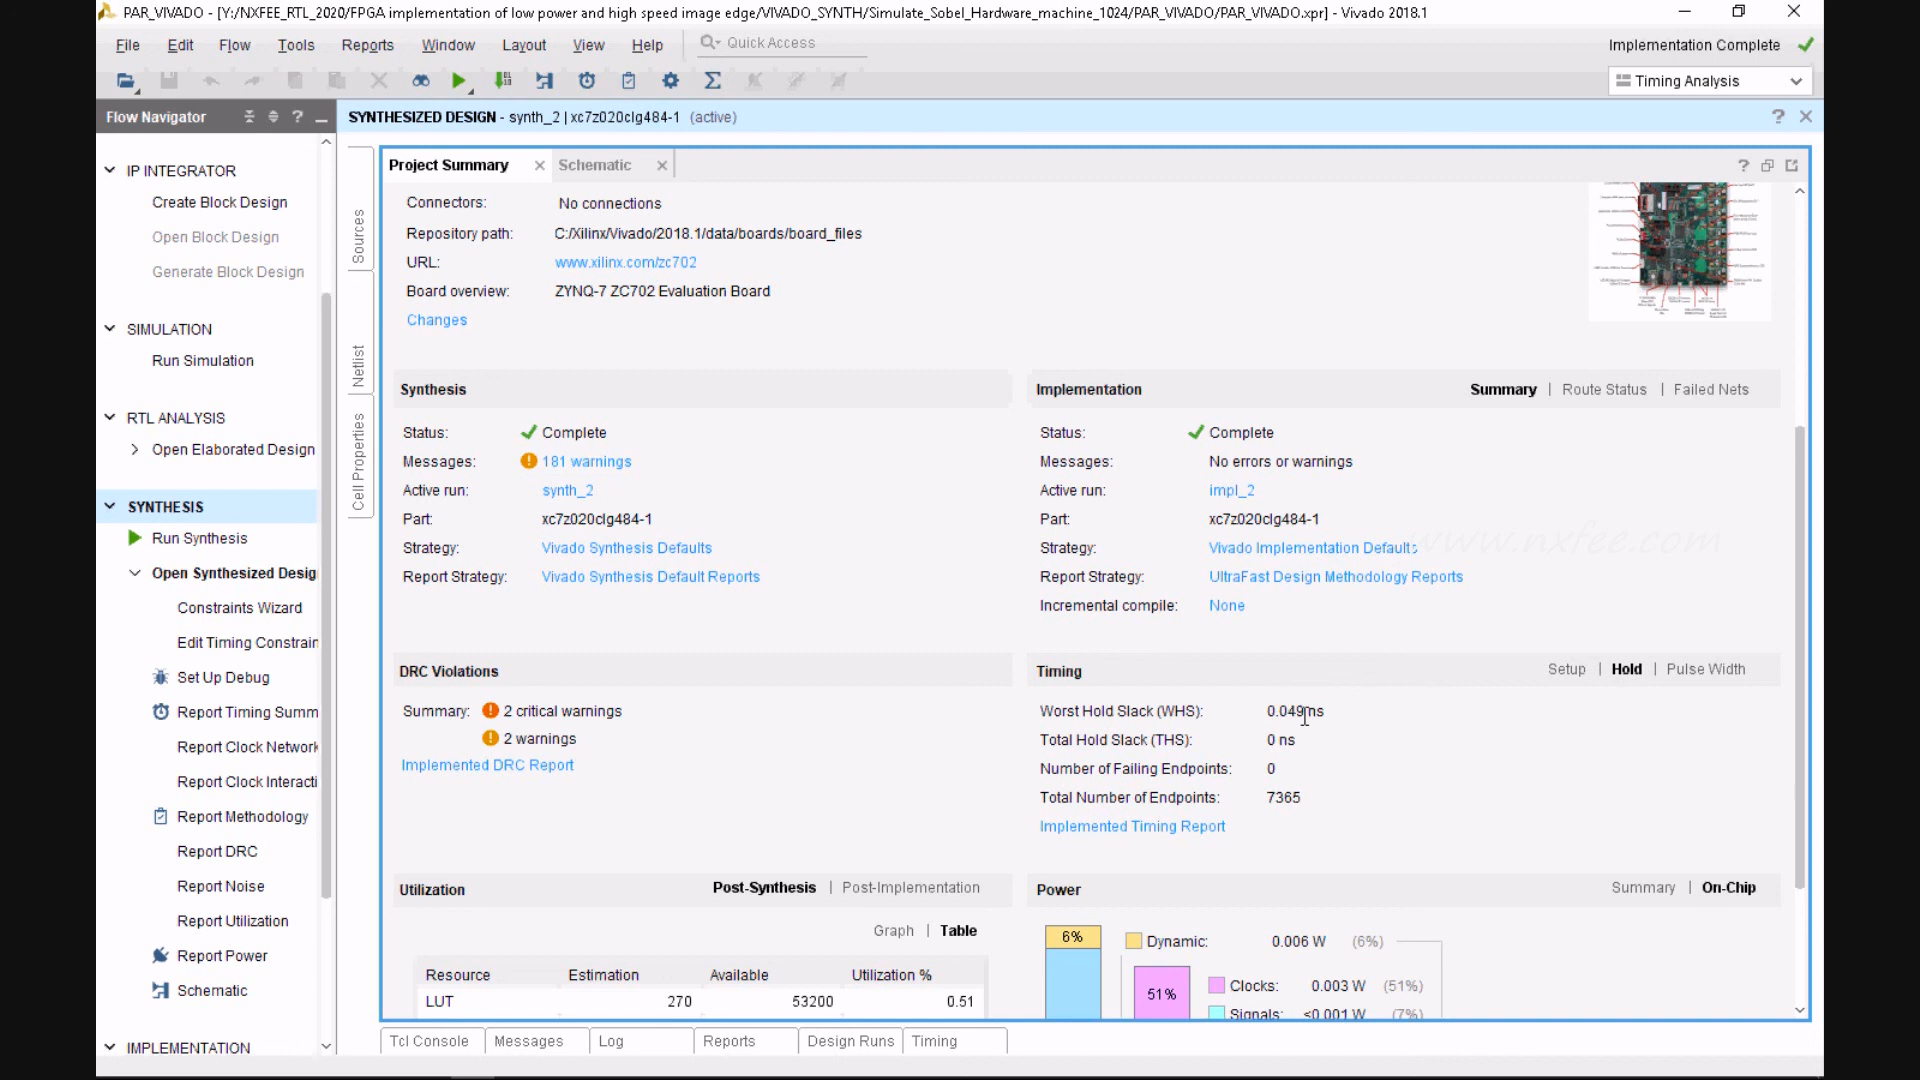 PAR_VIVADO - [Y:/NXFEE_RTL_2020/FPGA implementation of low power and high speed image edge/VIVADO_SYNTH/Simulate_Sobel_Hardware_machine_1024/PAR_VIVADO/PAR_VIVADO.xpr] - Vivado 2018.1
File Edit Flow Tools Reports Window Layout View Help Quick Access
Implementation Complete
Timing Analysis
Flow Navigator
SYNTHESIZED DESIGN - synth_2 | xc7z020clg484-1 (active)
IP INTEGRATOR
Create Block Design
Open Block Design
Generate Block Design
SIMULATION
Run Simulation
RTL ANALYSIS
Open Elaborated Design
SYNTHESIS
Run Synthesis
Open Synthesized Desig
Constraints Wizard
Edit Timing Constrain
Set Up Debug
Report Timing Summ
Report Clock Network
Report Clock Interacti
Report Methodology
Report DRC
Report Noise
Report Utilization
Report Power
Schematic
IMPLEMENTATION
Sources
Netlist
Cell Properties
Project Summary
Schematic
Connectors: No connections
Repository path: C:/Xilinx/Vivado/2018.1/data/boards/board_files
URL: www.xilinx.com/zc702
Board overview: ZYNQ-7 ZC702 Evaluation Board
Changes
Synthesis
Status: Complete
Messages: 181 warnings
Active run: synth_2
Part: xc7z020clg484-1
Strategy: Vivado Synthesis Defaults
Report Strategy: Vivado Synthesis Default Reports
Implementation Summary | Route Status | Failed Nets
Status: Complete
Messages: No errors or warnings
Active run: impl_2
Part: xc7z020clg484-1
Strategy: Vivado Implementation Defaults
www.nxfee.com
Report Strategy: UltraFast Design Methodology Reports
Incremental compile: None
DRC Violations
Summary: 2 critical warnings
2 warnings
Implemented DRC Report
Timing Setup | Hold | Pulse Width
Worst Hold Slack (WHS): 0.049 ns
Total Hold Slack (THS): 0 ns
Number of Failing Endpoints: 0
Total Number of Endpoints: 7365
Implemented Timing Report
Utilization Post-Synthesis | Post-Implementation
Graph | Table
Resource Estimation Available Utilization %
LUT 270 53200 0.51
Power Summary | On-Chip
6% Dynamic: 0.006 W (6%)
51% Clocks: 0.003 W (51%)
Signals: <0.001 W (7%)
Tcl Console Messages Log Reports Design Runs Timing